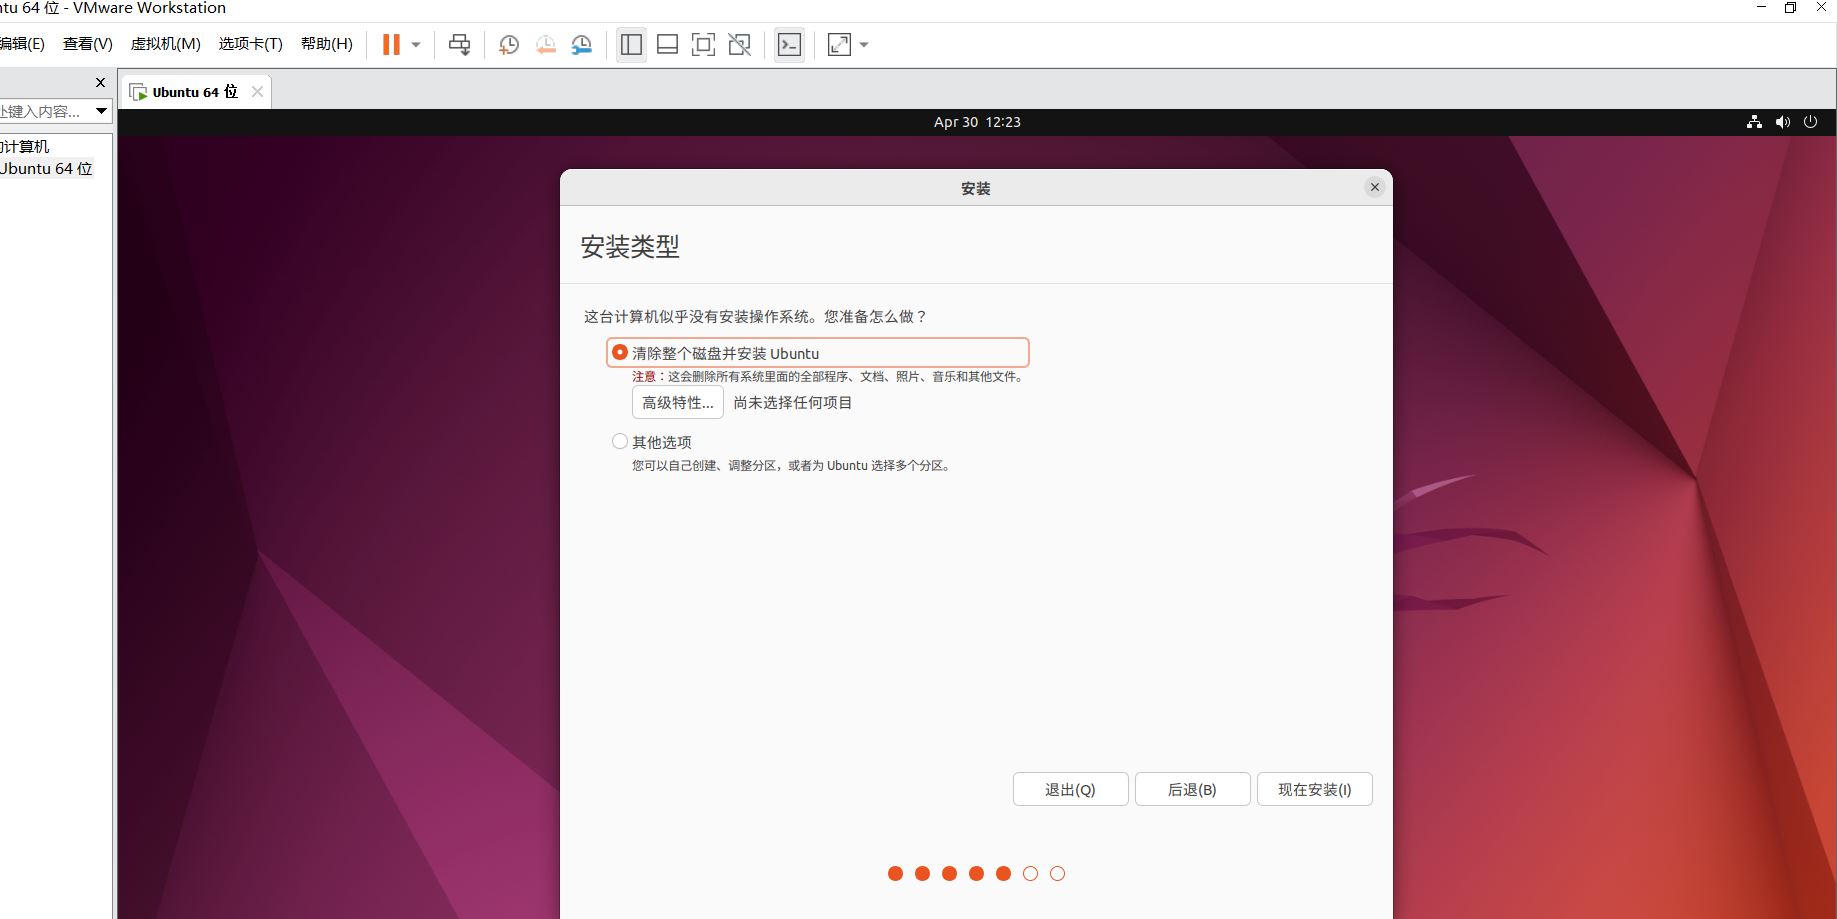 ntu 64 位 - VMware Workstation
编辑(E) 查看(V) 虚拟机(M) 选项卡(T) 帮助(H)
Ubuntu 64 位
处键入内容...
的计算机
Ubuntu 64 位
Apr 30 12:23
安装
安装类型
这台计算机似乎没有安装操作系统。您准备怎么做？
清除整个磁盘并安装 Ubuntu
注意：这会删除所有系统里面的全部程序、文档、照片、音乐和其他文件。
高级特性... 尚未选择任何项目
其他选项
您可以自己创建、调整分区，或者为 Ubuntu 选择多个分区。
退出(Q) 后退(B) 现在安装(I)